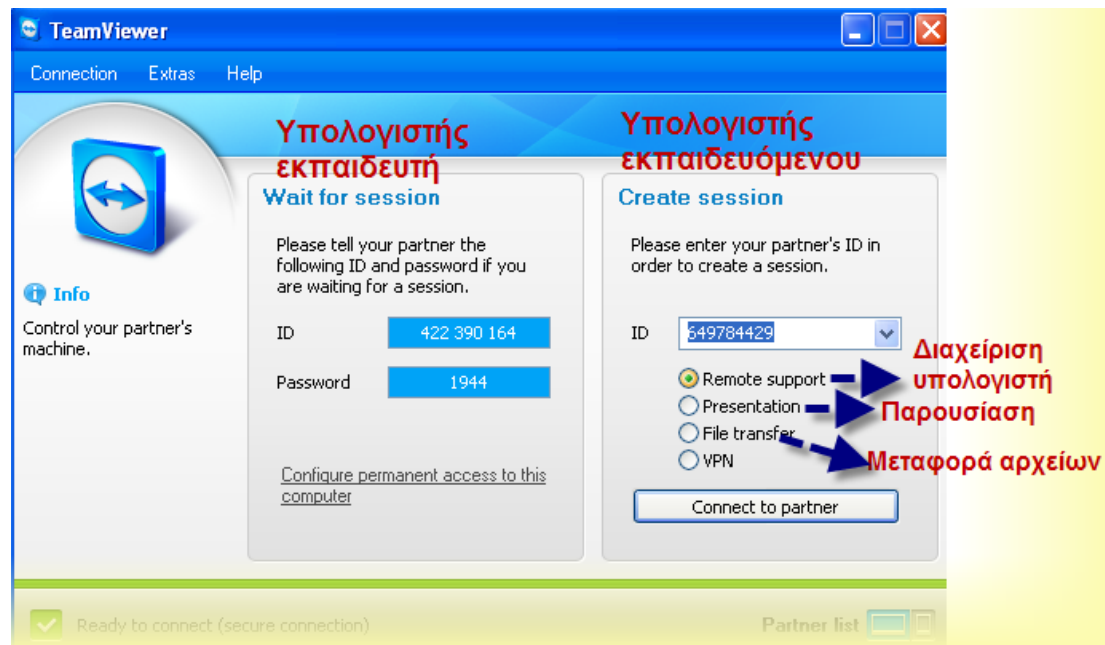 TeamViewer
Connection Extras Help
Υπολογιστής
εκπαιδευτή
Υπολογιστής
εκπαιδευόμενου
Wait for session
Please tell your partner the
following ID and password if you
are waiting for a session.
ID 422 390 164
Password 1944
Configure permanent access to this
computer
Create session
Please enter your partner's ID in
order to create a session.
ID 649784429
Remote support
Presentation
File transfer
VPN
Connect to partner
Διαχείριση
υπολογιστή
Παρουσίαση
Μεταφορά αρχείων
Info
Control your partner's
machine.
Ready to connect (secure connection)
Partner list